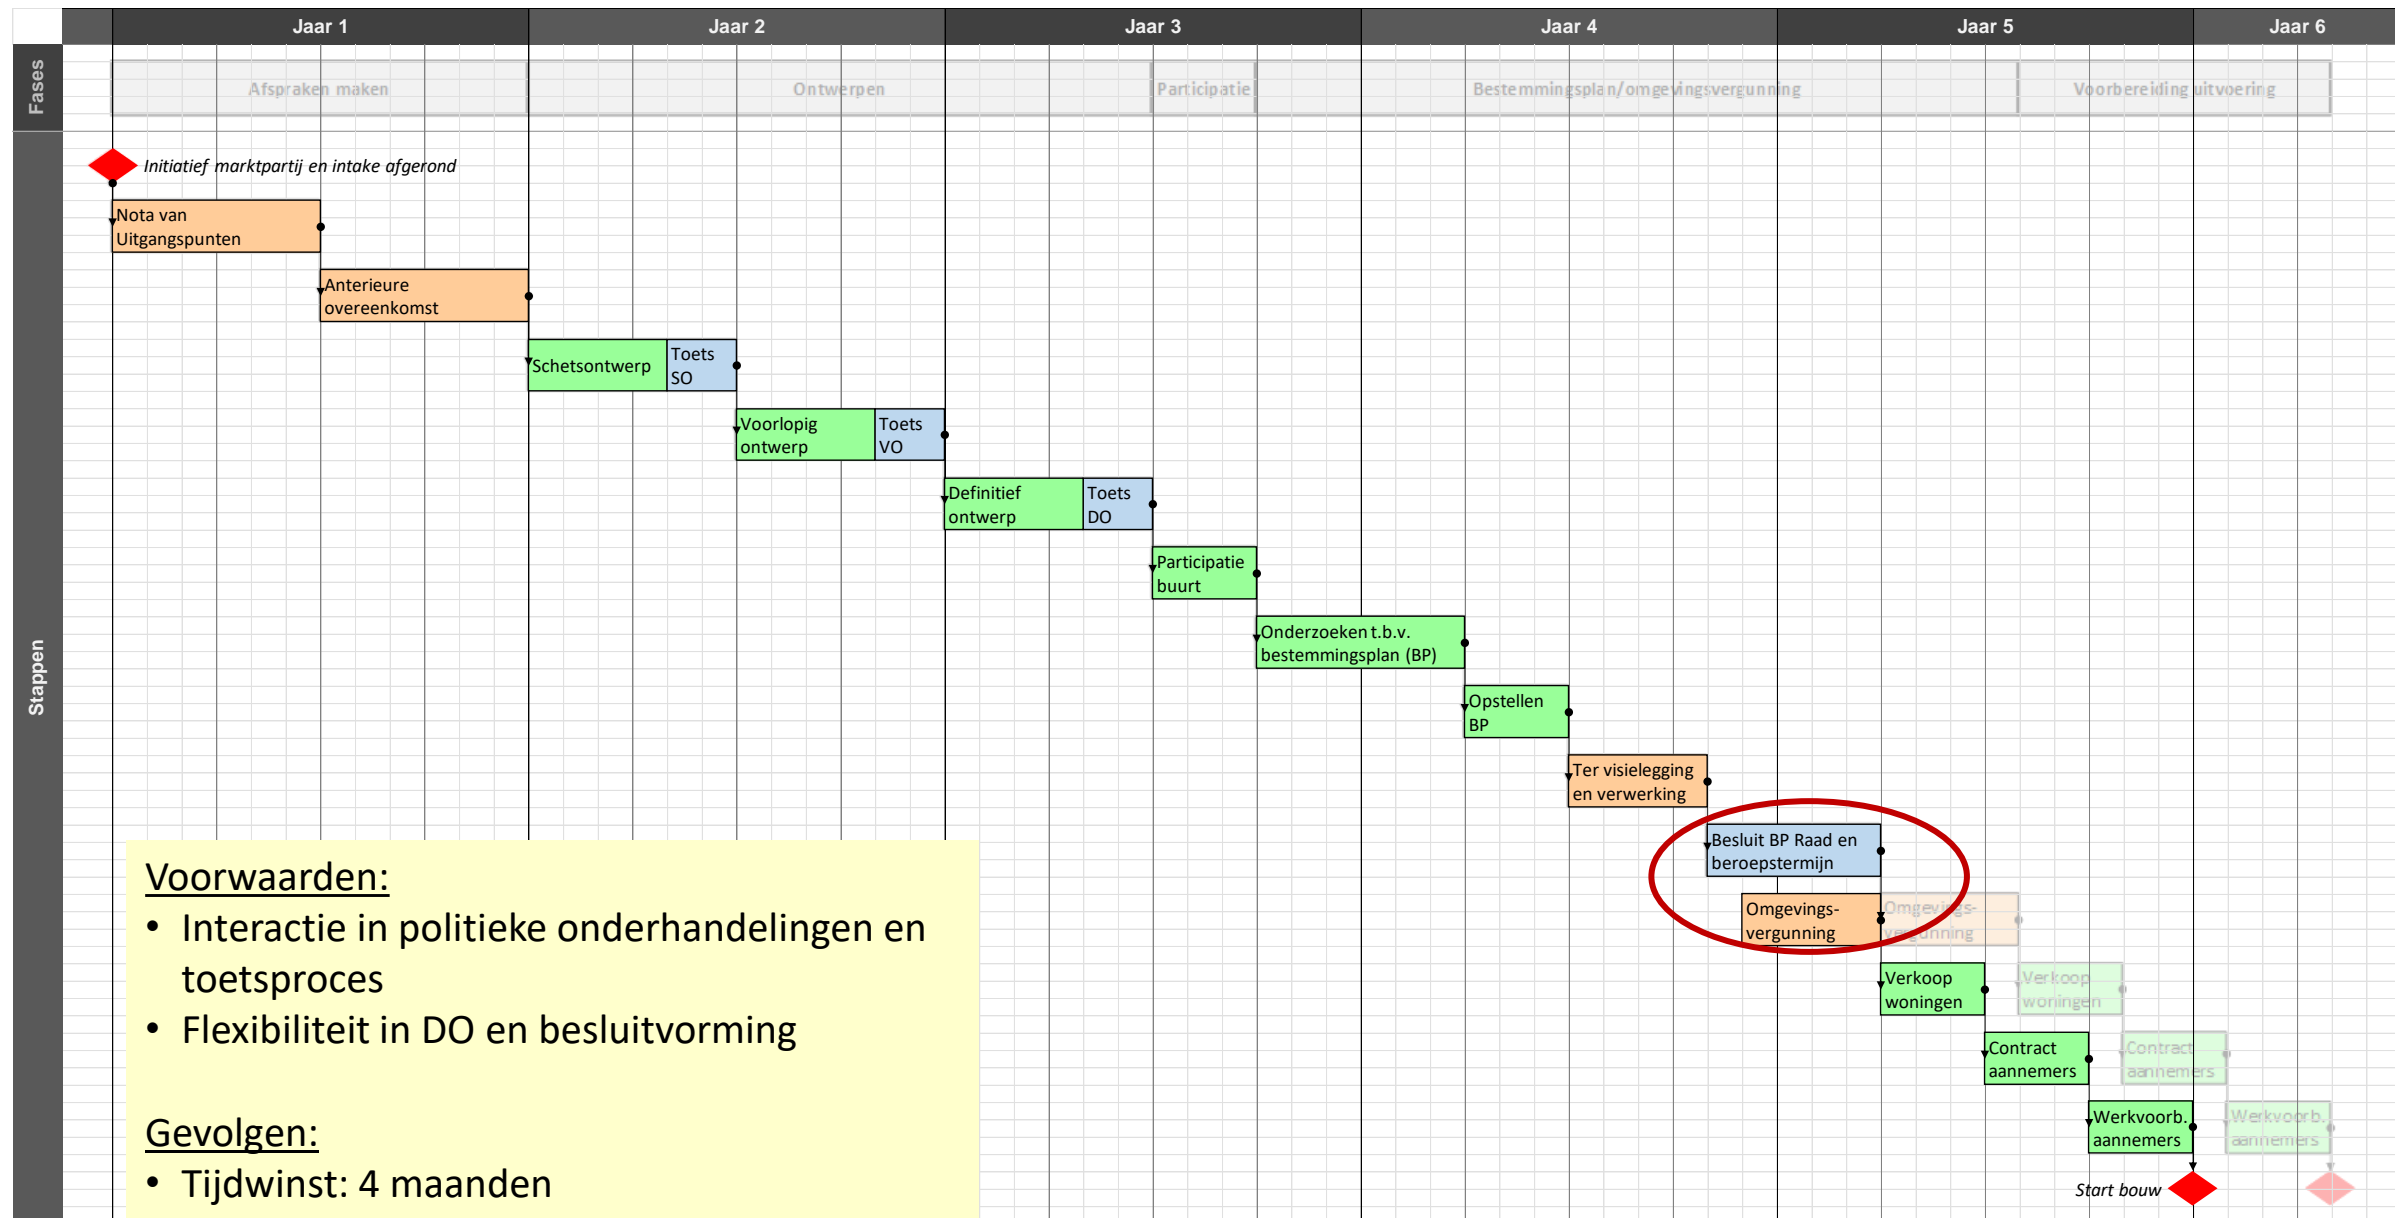 Jaar 1
Jaar 2
Jaar 3
Jaar 4
Jaar 5
Jaar 6
Fases
Afspraken maken
Ontwerpen
Participatie
Bestemmingsplan/omgevingsvergunning
Voorbereiding uitvoering
Stappen
Initiatief marktpartij en intake afgerond
Nota van
Uitgangspunten
Anterieure
overeenkomst
Schetsontwerp
Toets
SO
Voorlopig
ontwerp
Toets
VO
Definitief
ontwerp
Toets
DO
Participatie
buurt
Onderzoeken t.b.v.
bestemmingsplan (BP)
Opstellen
BP
Ter visielegging
en verwerking
Besluit BP Raad en
beroepstermijn
Omgevings-
vergunning
Omgevings-
vergunning
Verkoop
woningen
Verkoop
woningen
Contract
aannemers
Contract
aannemers
Werkvoorb.
aannemers
Werkvoorb.
aannemers
Start bouw
Voorwaarden:
• Interactie in politieke onderhandelingen en
toetsproces
• Flexibiliteit in DO en besluitvorming
Gevolgen:
• Tijdwinst: 4 maanden